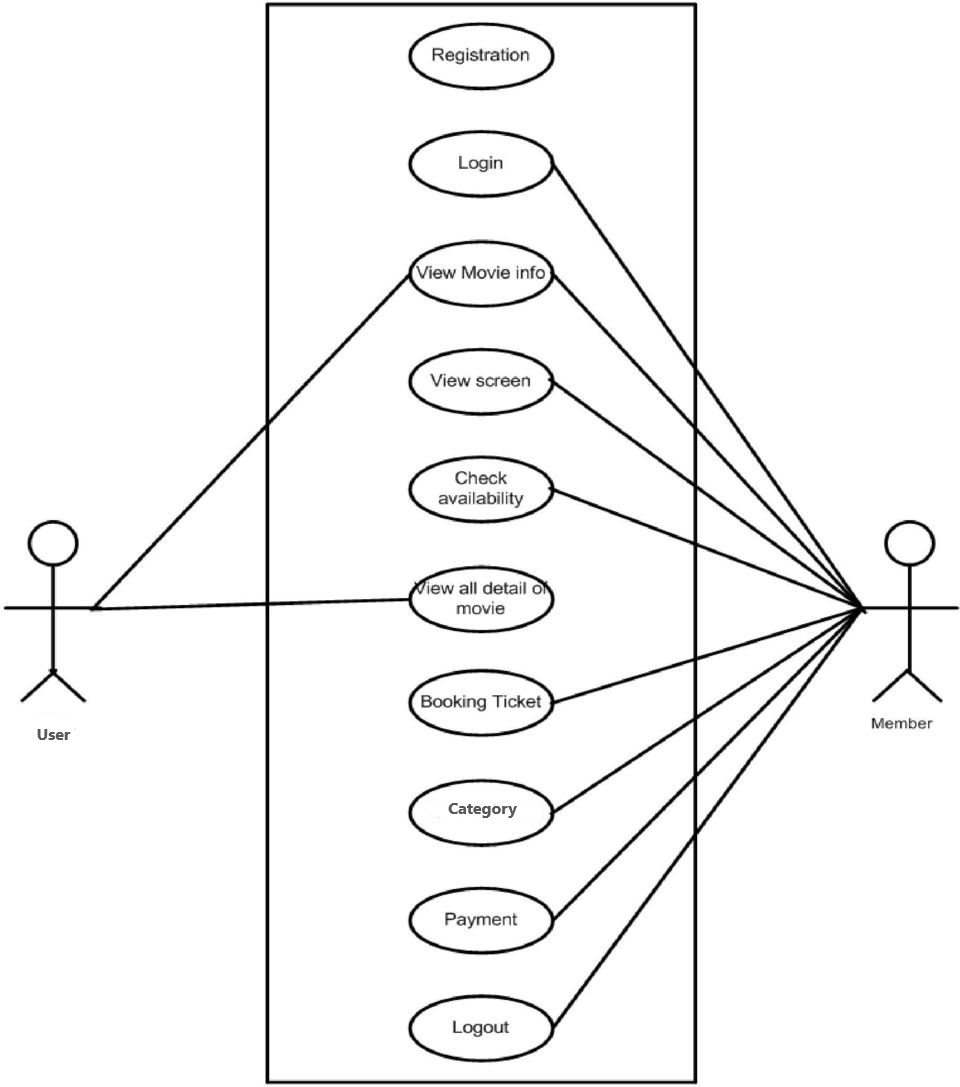 Registration
Login
View Movie info
View screen
Check
availability
View all detail of
movie
Booking Ticket
Category
Payment
Logout
User
Member